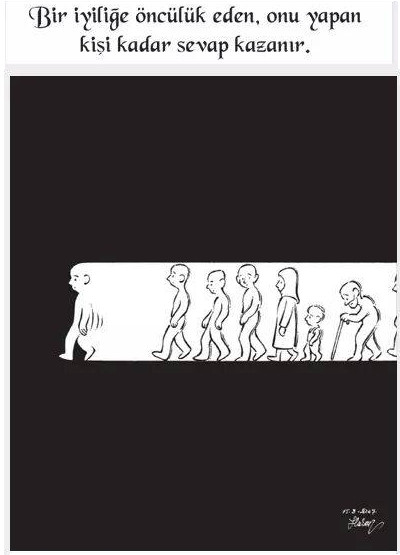 Bir iyiliğe öncülük eden, onu yapan
kişi kadar sevap kazanır.